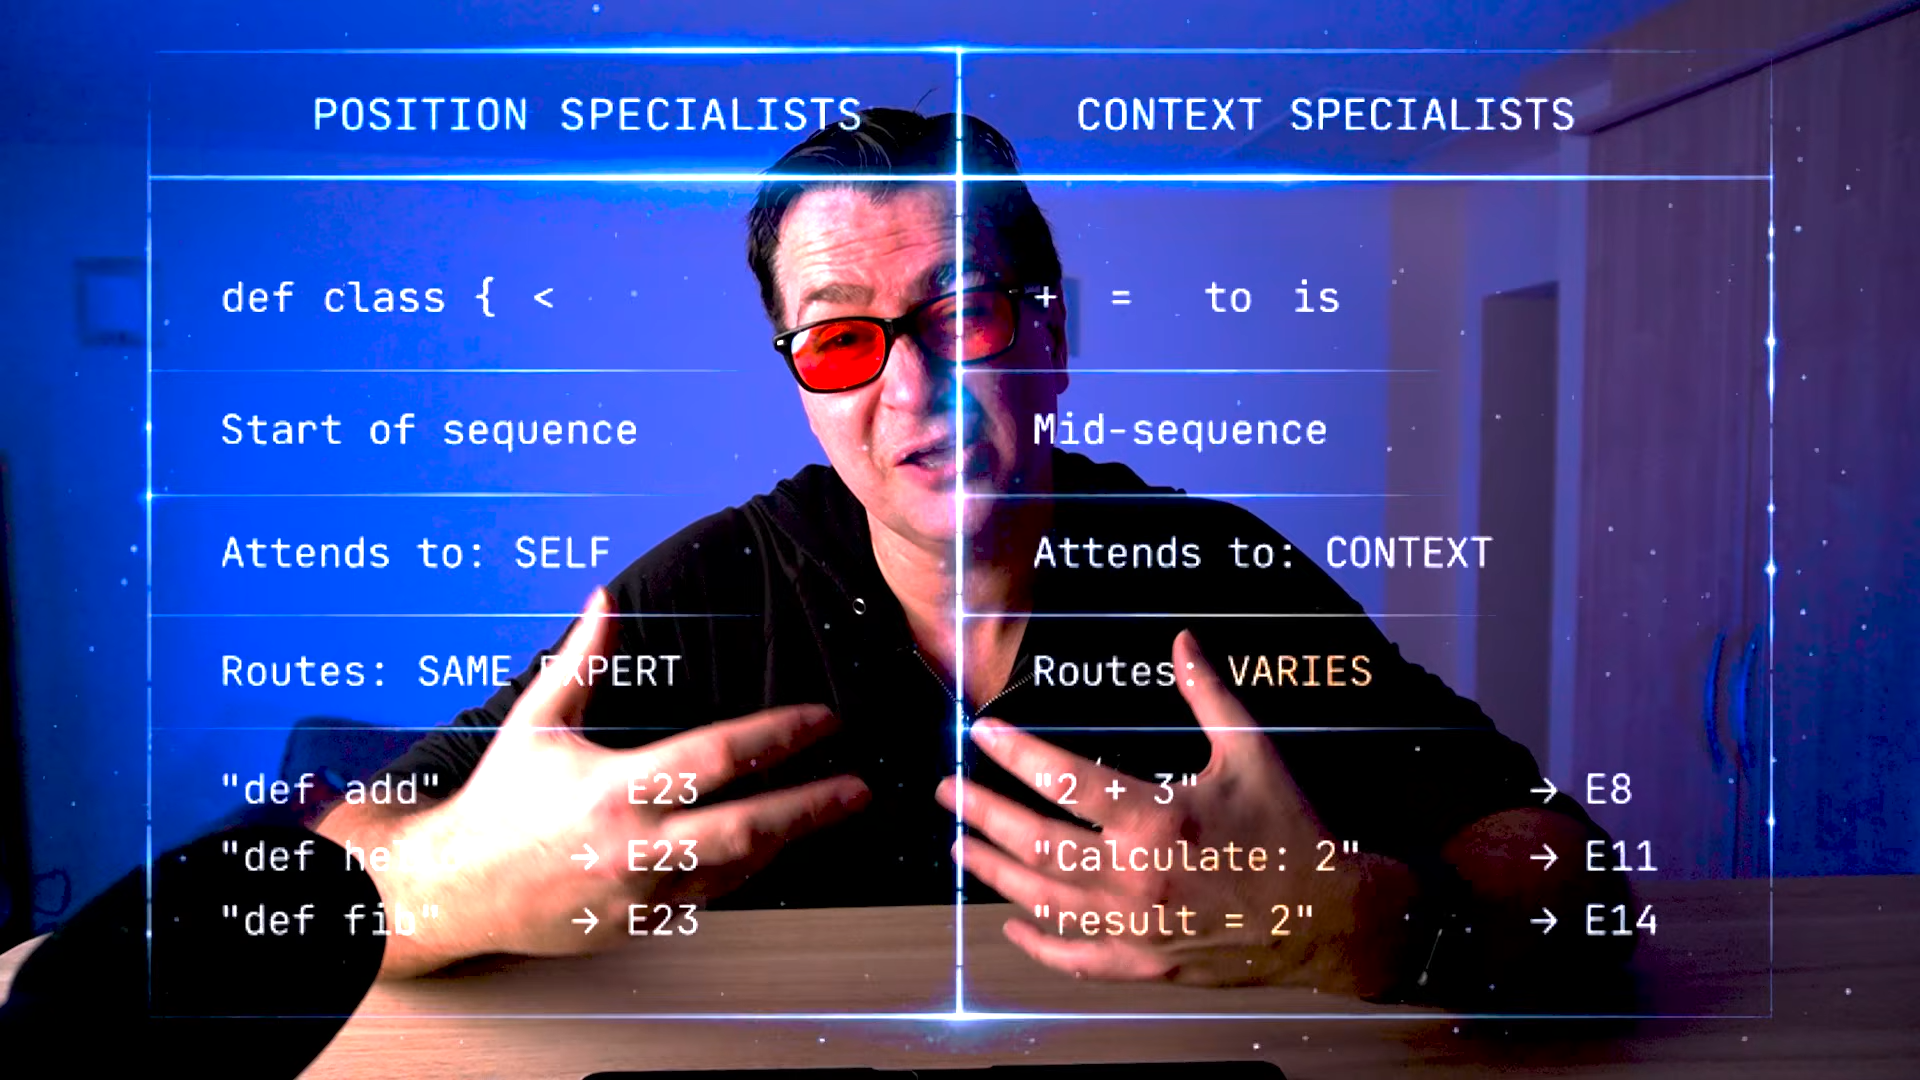 POSITION SPECIALISTS
CONTEXT SPECIALISTS
def class { <
+ = to is
Start of sequence
Mid-sequence
Attends to: SELF
Attends to: CONTEXT
Routes: SAME EXPERT
Routes: VARIES
"def add" E23
"2 + 3" → E8
"def → E23
"Calculate: 2" → E11
"def fib" → E23
"result = 2" → E14